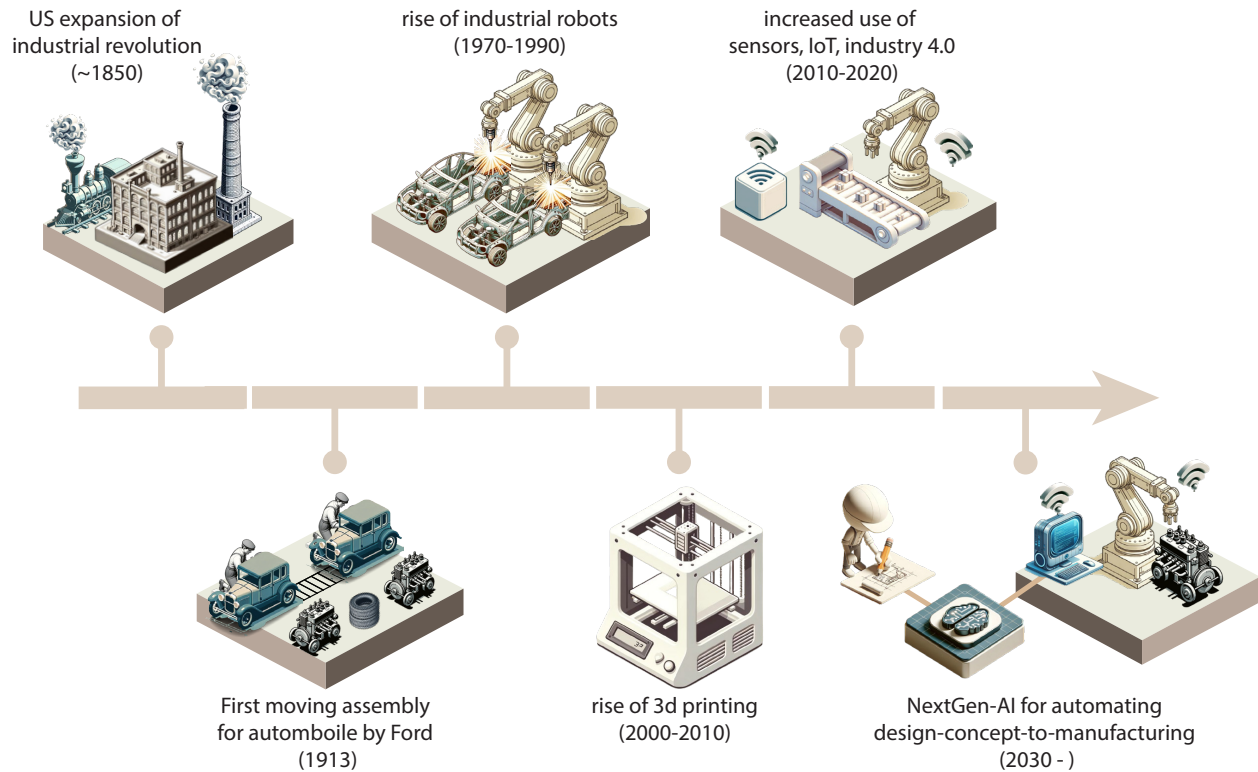 US expansion of
industrial revolution
(~1850)
rise of industrial robots
(1970-1990)
increased use of
sensors, IoT, industry 4.0
(2010-2020)
First moving assembly
for automboile by Ford
(1913)
rise of 3d printing
(2000-2010)
NextGen-AI for automating
design-concept-to-manufacturing
(2030 - )